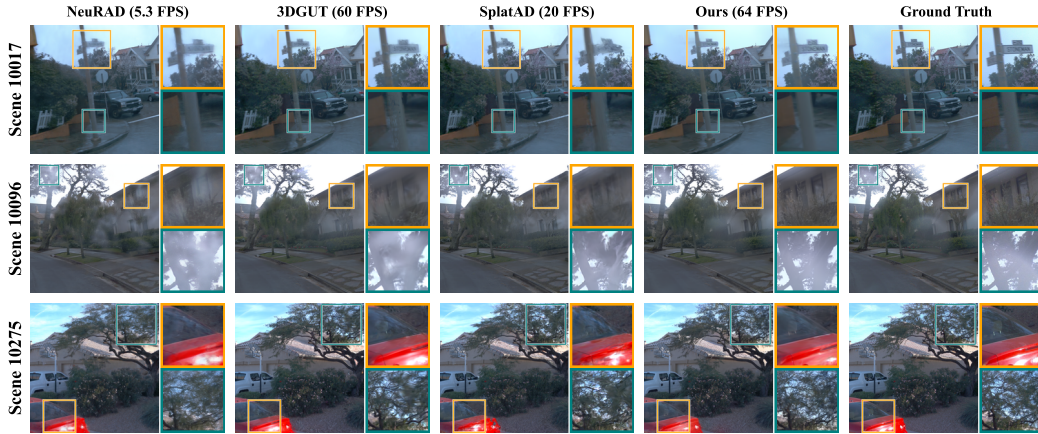 NeuRAD (5.3 FPS) 3DGUT (60 FPS) SplatAD (20 FPS) Ours (64 FPS) Ground Truth
Scene 10017
Scene 10096
Scene 10275